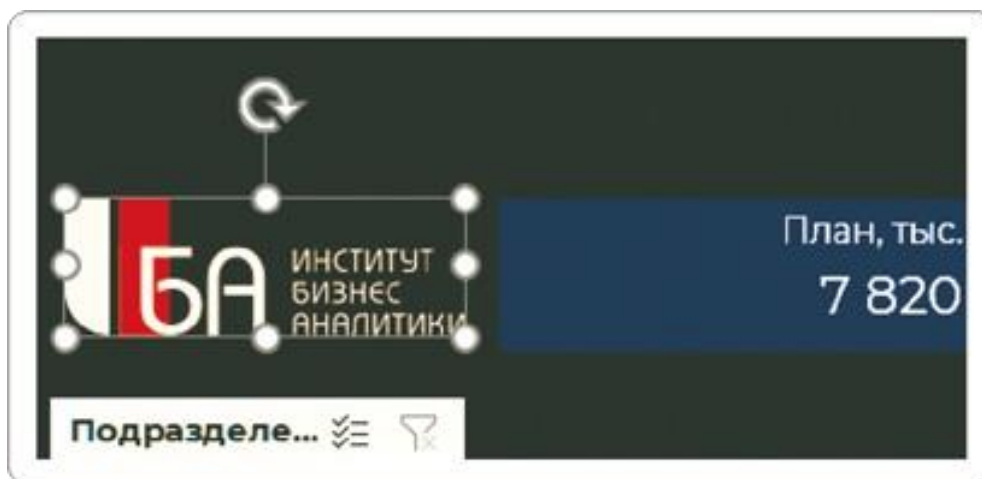 БА
ИНСТИТУТ
БИЗНЕС
АНАЛИТИКИ
План, тыс.
7 820
Подразделе...